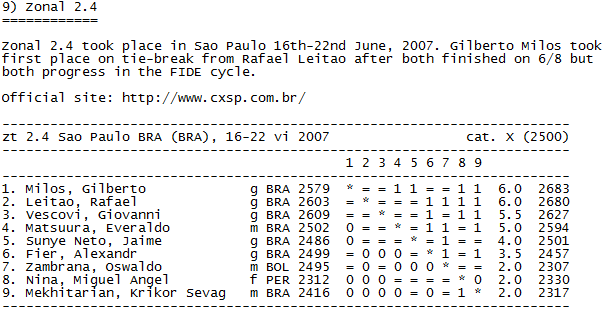 9) Zonal 2.4
============
Zonal 2.4 took place in Sao Paulo 16th-22nd June, 2007. Gilberto Milos took
first place on tie-break from Rafael Leitao after both finished on 6/8 but
both progress in the FIDE cycle.
Official site: http://www.cxsp.com.br/
-----------------------------------------------------------------------
zt 2.4 Sao Paulo BRA (BRA), 16-22 vi 2007 cat. X (2500)
-----------------------------------------------------------------------
1 2 3 4 5 6 7 8 9
-----------------------------------------------------------------------
1. Milos, Gilberto g BRA 2579 * = = 1 1 = = 1 1 6.0 2683
2. Leitao, Rafael g BRA 2603 = * = = = 1 1 1 1 6.0 2680
3. Vescovi, Giovanni g BRA 2609 = = * = = 1 = 1 1 5.5 2627
4. Matsuura, Everaldo m BRA 2502 0 = = * = 1 1 = 1 5.0 2594
5. Sunye Neto, Jaime g BRA 2486 0 = = = * = 1 = = 4.0 2501
6. Fier, Alexandr g BRA 2499 = 0 0 0 = * 1 = 1 3.5 2457
7. Zambrana, Oswaldo m BOL 2495 = 0 = 0 0 0 * = = 2.0 2307
8. Nina, Miguel Angel f PER 2312 0 0 0 = = = = * 0 2.0 2330
9. Mekhitarian, Krikor Sevag m BRA 2416 0 0 0 0 = 0 = 1 * 2.0 2317
-----------------------------------------------------------------------